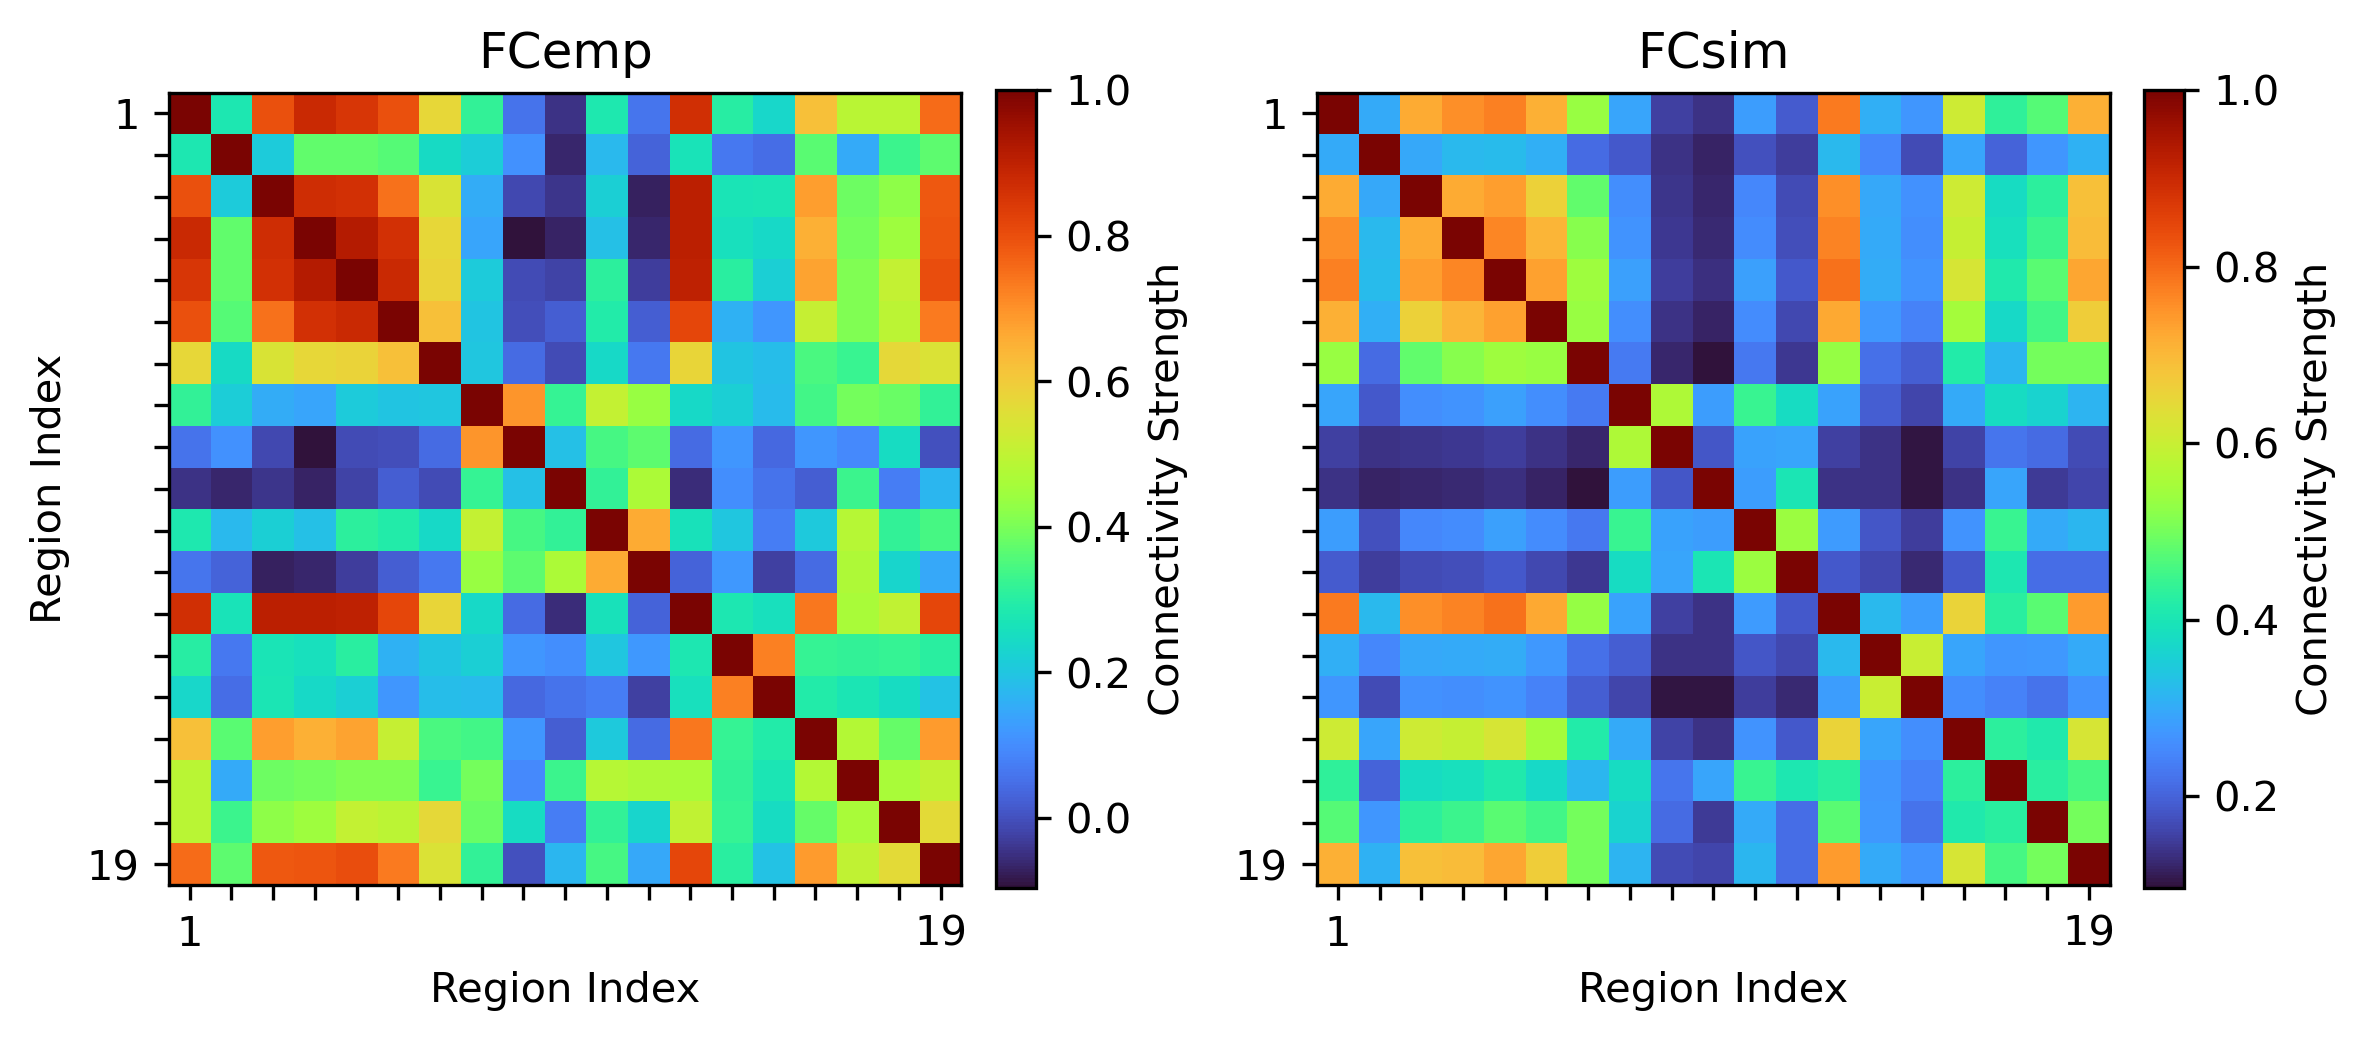 FCemp
1
19
1
19
Region Index
Region Index
1.0
0.8
0.6
0.4
0.2
0.0
Connectivity Strength
FCsim
1
19
1
19
Region Index
1.0
0.8
0.6
0.4
0.2
Connectivity Strength